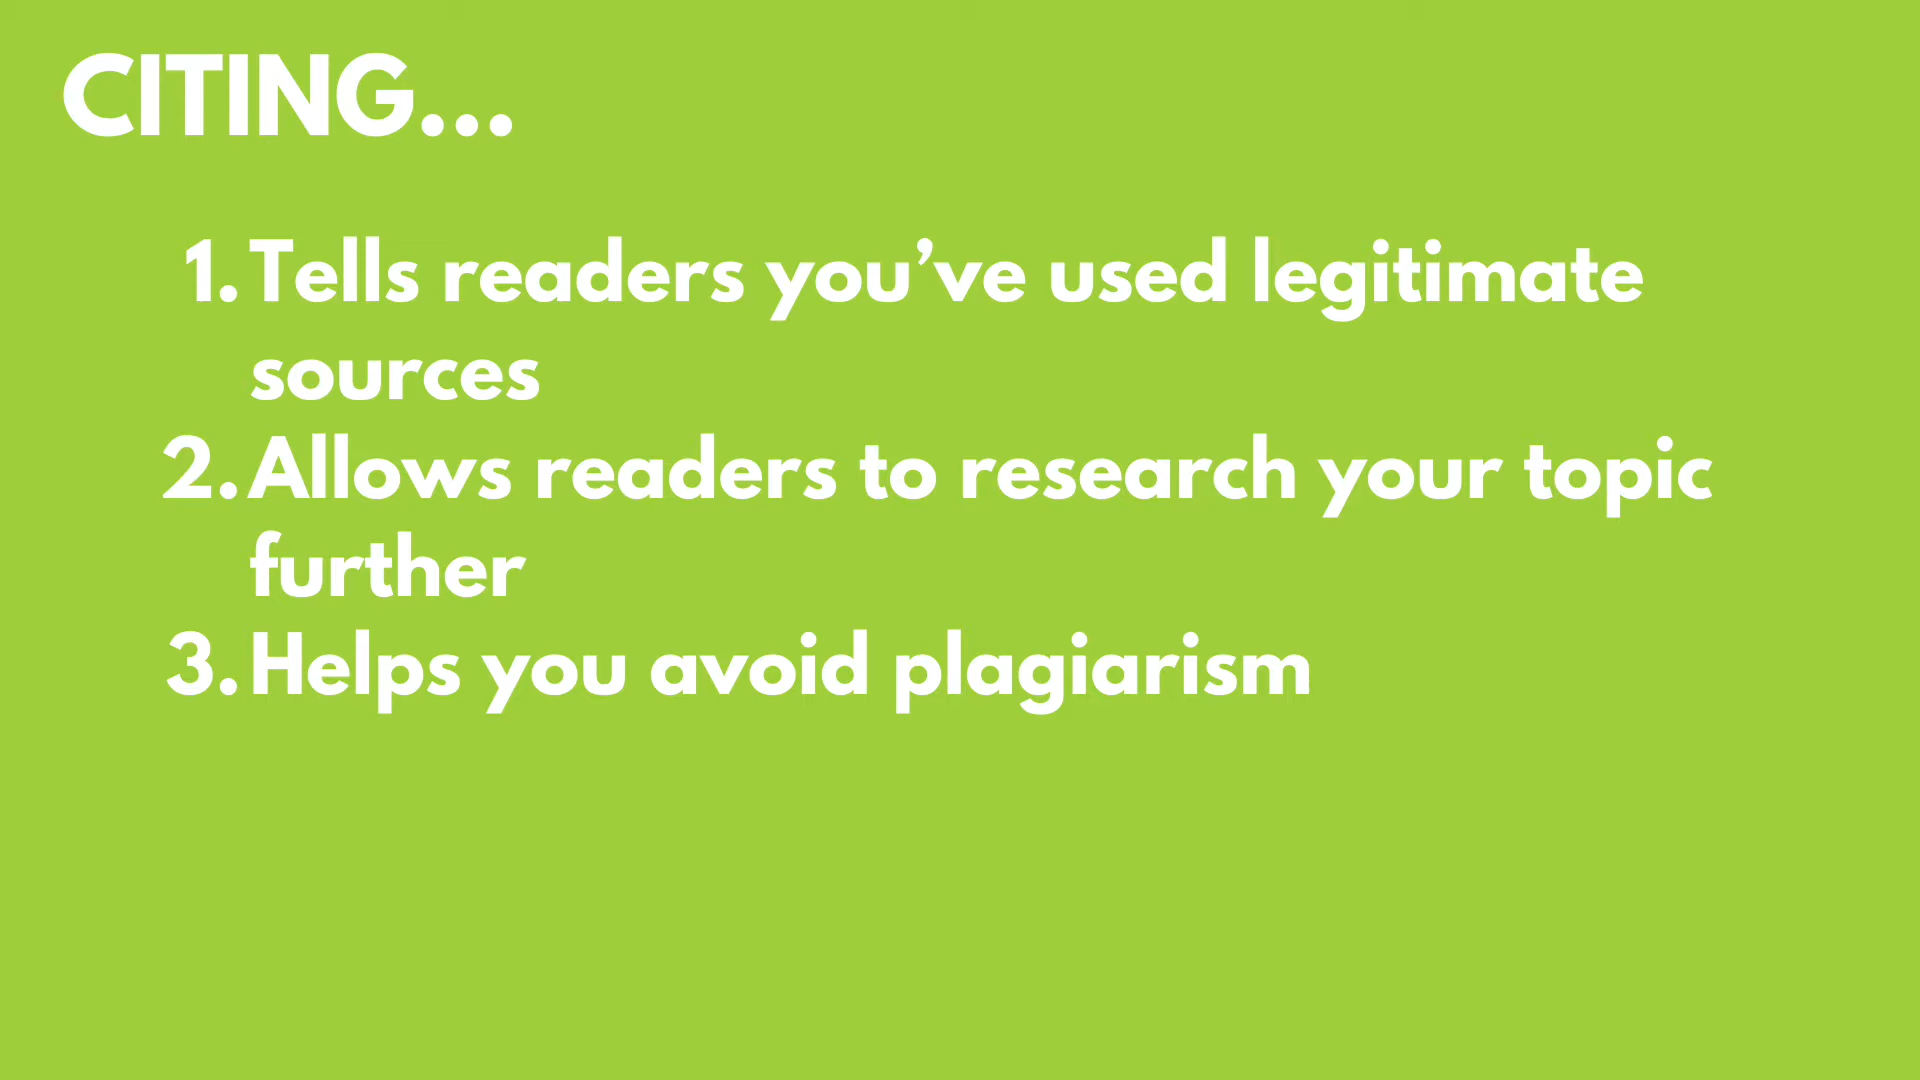 CITING...
1. Tells readers you’ve used legitimate
sources
2. Allows readers to research your topic
further
3. Helps you avoid plagiarism